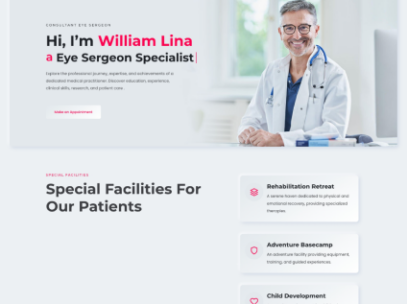 CONSULTANT EYE SERGEON
Hi, I’m William Lina
a Eye Sergeon Specialist
Explore the professional journey, expertise, and achievements of a
dedicated medical practitioner. Discover education, experience,
clinical skills, research, and patient care.
Make an Appointment
SPECIAL FACILITIES
Special Facilities For
Our Patients
Rehabilitation Retreat
A serene haven dedicated to physical and
emotional recovery, providing specialized
therapies.
Adventure Basecamp
An adventure facility providing equipment,
training, and guided experiences.
Child Development